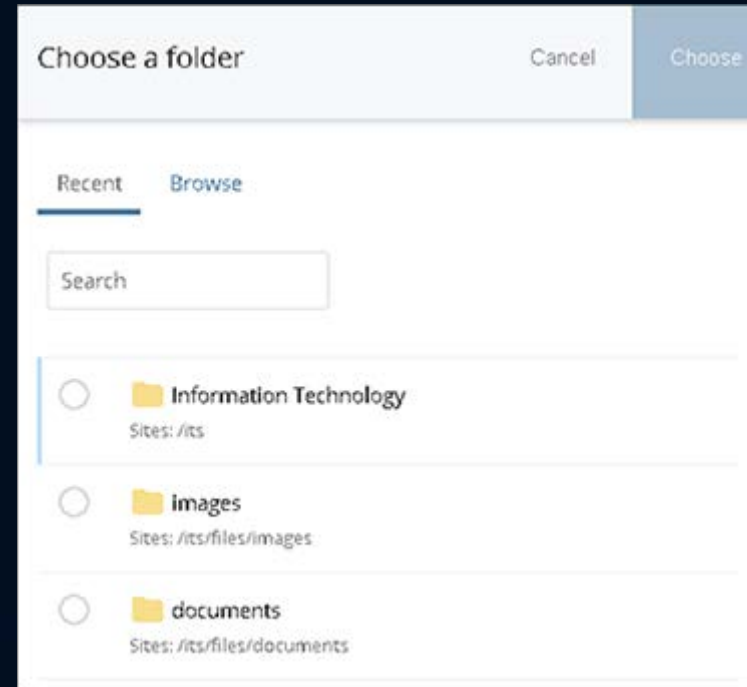 Choose a folder Cancel Choose
Recent Browse
Search
Information Technology
Sites: /its
images
Sites: /its/files/images
documents
Sites: /its/files/documents